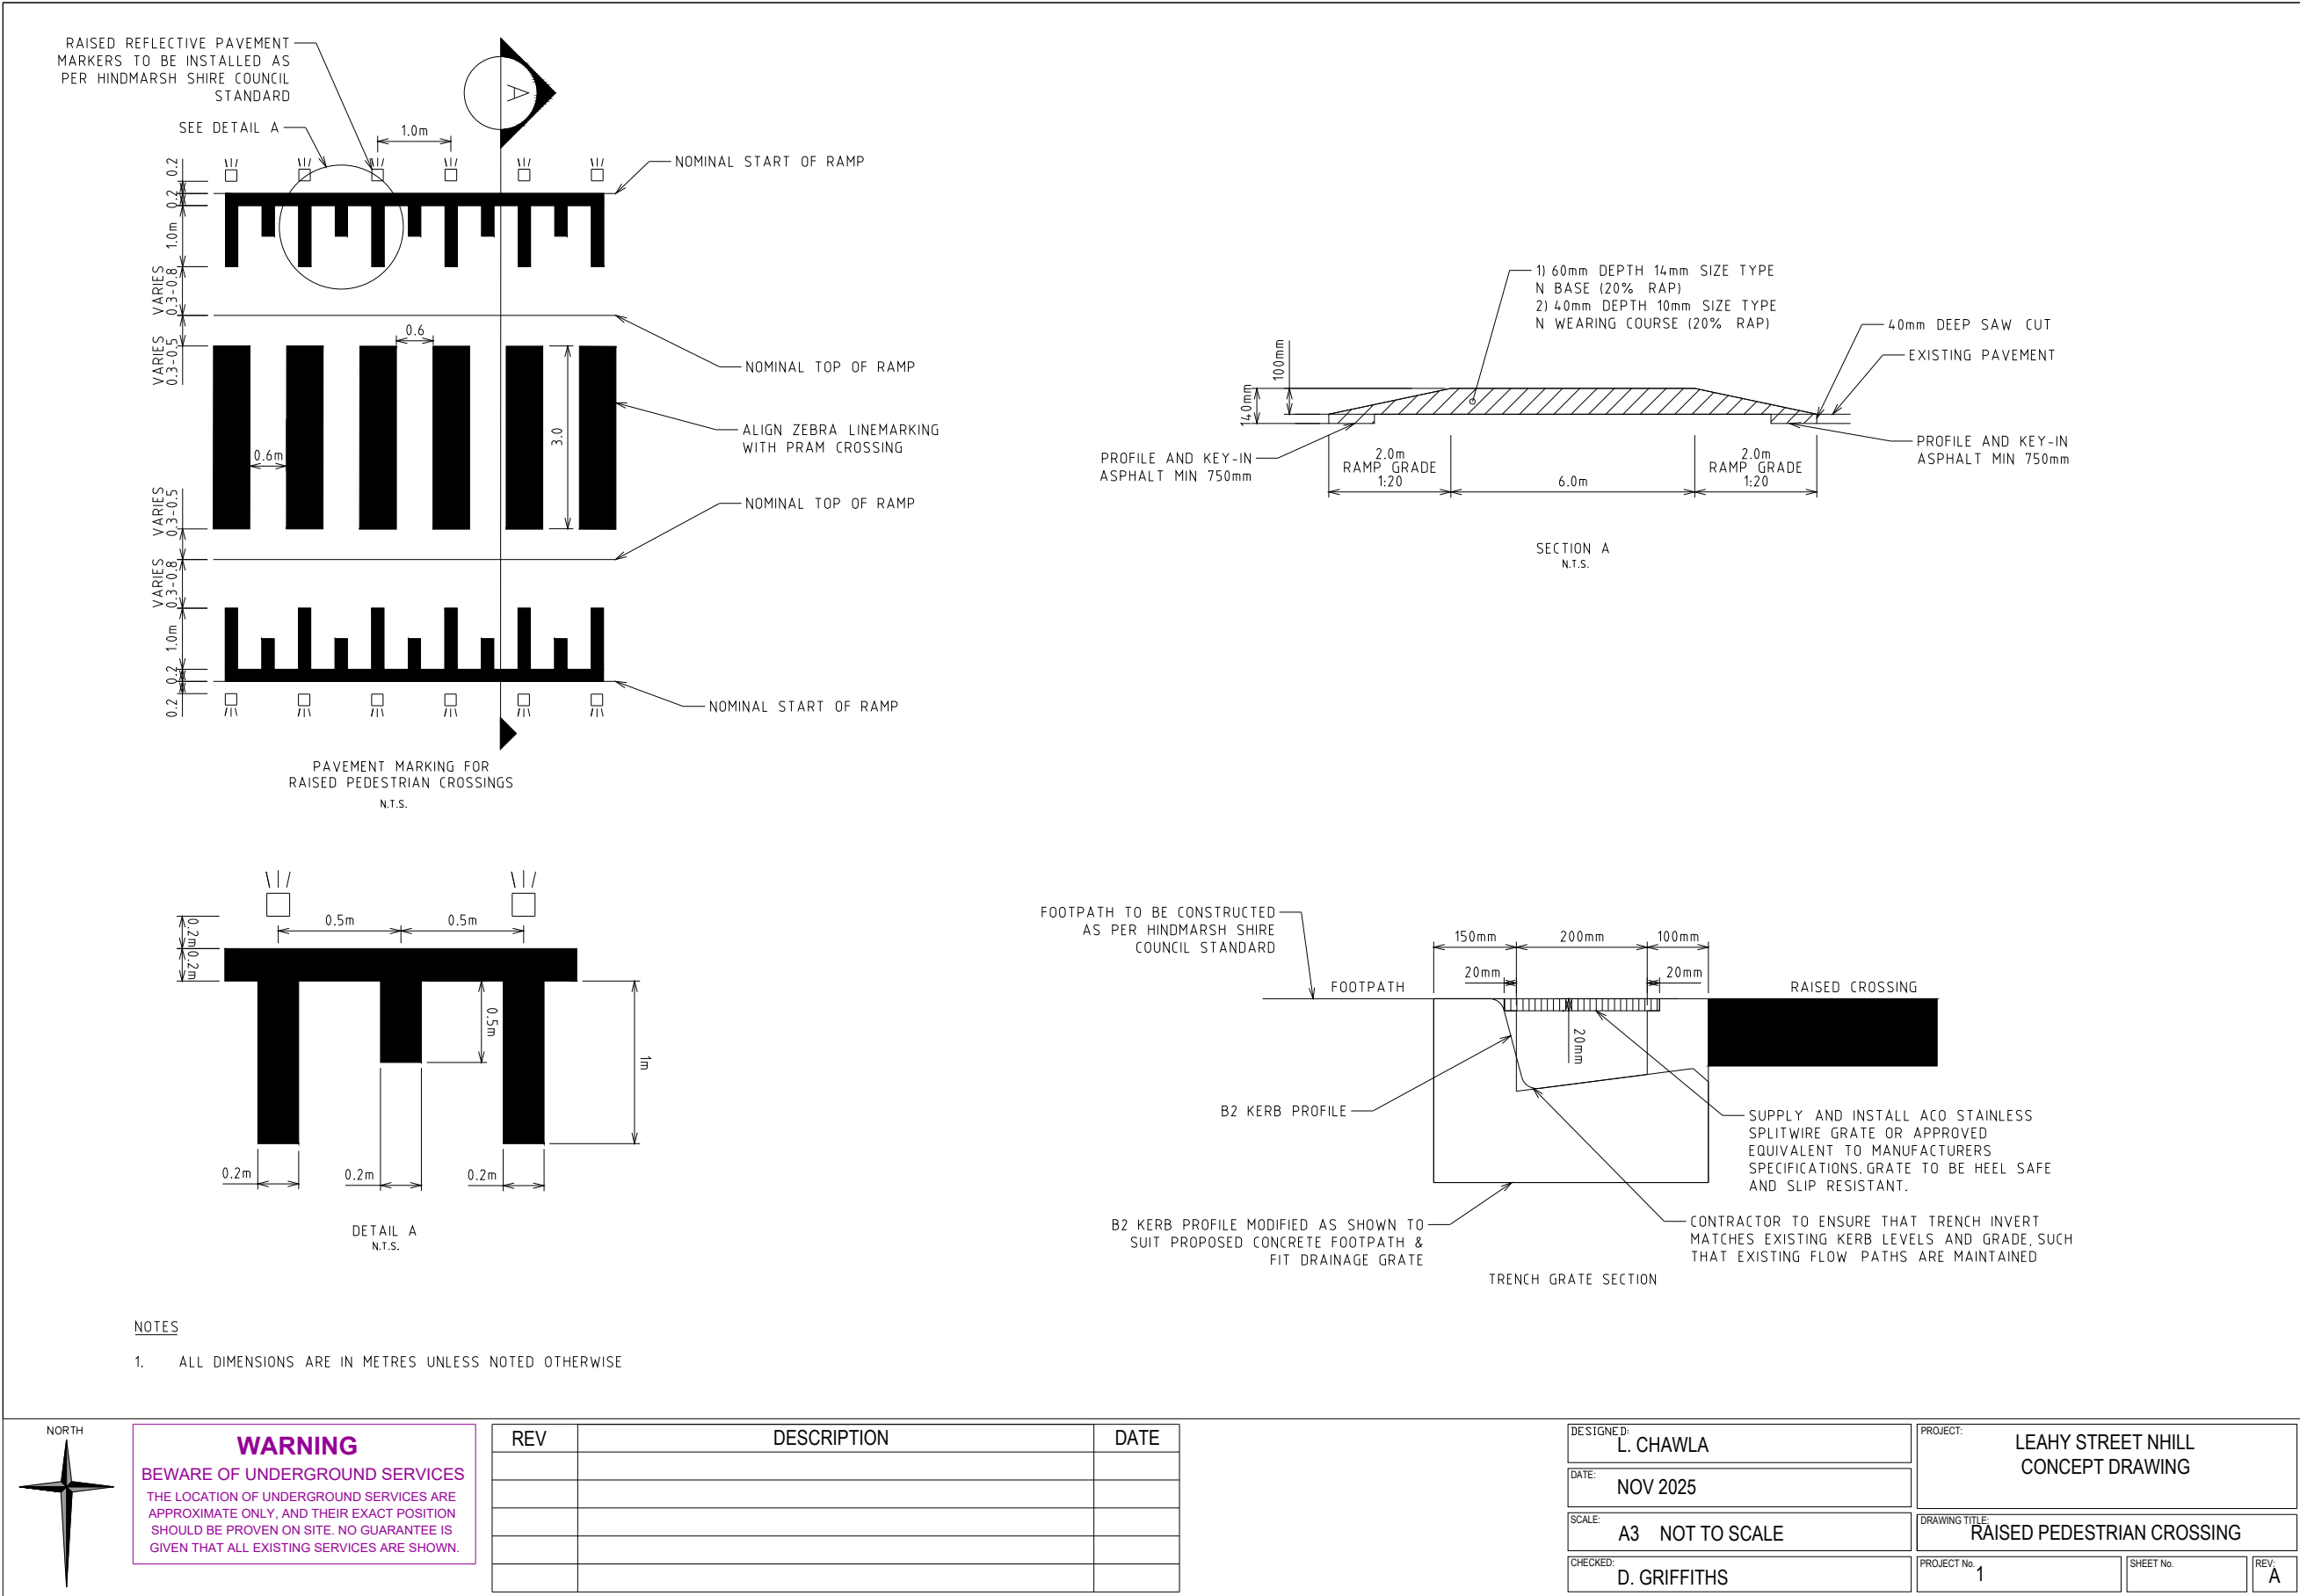 RAISED REFLECTIVE PAVEMENT
MARKERS TO BE INSTALLED AS
PER HINDMARSH SHIRE COUNCIL
STANDARD
SEE DETAIL A
1.0m
A
NOMINAL START OF RAMP
0.2
0.2
1.0m
VARIES
0.3-0.8
VARIES
0.3-0.5
0.6
NOMINAL TOP OF RAMP
ALIGN ZEBRA LINEMARKING
WITH PRAM CROSSING
0.6m
3.0
NOMINAL TOP OF RAMP
VARIES
0.3-0.5
VARIES
0.3-0.8
1.0m
0.2
0.2
NOMINAL START OF RAMP
PAVEMENT MARKING FOR
RAISED PEDESTRIAN CROSSINGS
N.T.S.
1) 60mm DEPTH 14mm SIZE TYPE
N BASE (20% RAP)
2) 40mm DEPTH 10mm SIZE TYPE
N WEARING COURSE (20% RAP)
40mm DEEP SAW CUT
EXISTING PAVEMENT
100mm
140mm
PROFILE AND KEY-IN
ASPHALT MIN 750mm
2.0m
RAMP GRADE
1:20
6.0m
2.0m
RAMP GRADE
1:20
PROFILE AND KEY-IN
ASPHALT MIN 750mm
SECTION A
N.T.S.
0.5m
0.5m
0.2m
0.2m
0.5m
1m
0.2m
0.2m
0.2m
DETAIL A
N.T.S.
FOOTPATH TO BE CONSTRUCTED
AS PER HINDMARSH SHIRE
COUNCIL STANDARD
150mm
200mm
100mm
20mm
20mm
FOOTPATH
RAISED CROSSING
20mm
B2 KERB PROFILE
SUPPLY AND INSTALL ACO STAINLESS
SPLITWIRE GRATE OR APPROVED
EQUIVALENT TO MANUFACTURERS
SPECIFICATIONS. GRATE TO BE HEEL SAFE
AND SLIP RESISTANT.
B2 KERB PROFILE MODIFIED AS SHOWN TO
SUIT PROPOSED CONCRETE FOOTPATH &
FIT DRAINAGE GRATE
CONTRACTOR TO ENSURE THAT TRENCH INVERT
MATCHES EXISTING KERB LEVELS AND GRADE, SUCH
THAT EXISTING FLOW PATHS ARE MAINTAINED
TRENCH GRATE SECTION
NOTES
1. ALL DIMENSIONS ARE IN METRES UNLESS NOTED OTHERWISE
NORTH
WARNING
BEWARE OF UNDERGROUND SERVICES
THE LOCATION OF UNDERGROUND SERVICES ARE
APPROXIMATE ONLY, AND THEIR EXACT POSITION
SHOULD BE PROVEN ON SITE. NO GUARANTEE IS
GIVEN THAT ALL EXISTING SERVICES ARE SHOWN.
REV DESCRIPTION DATE
DESIGNED: L. CHAWLA
DATE: NOV 2025
SCALE: A3 NOT TO SCALE
CHECKED: D. GRIFFITHS
PROJECT: LEAHY STREET NHILL
CONCEPT DRAWING
DRAWING TITLE: RAISED PEDESTRIAN CROSSING
PROJECT No. 1
SHEET No.
REV: A